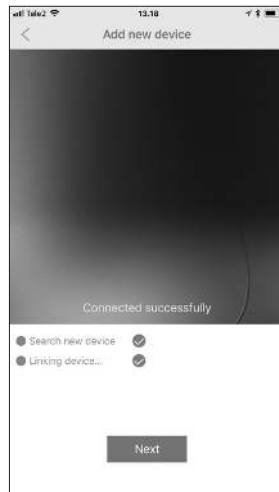 Tele2 13.18
Add new device
Connected successfully
Search new device
Linking device...
Next